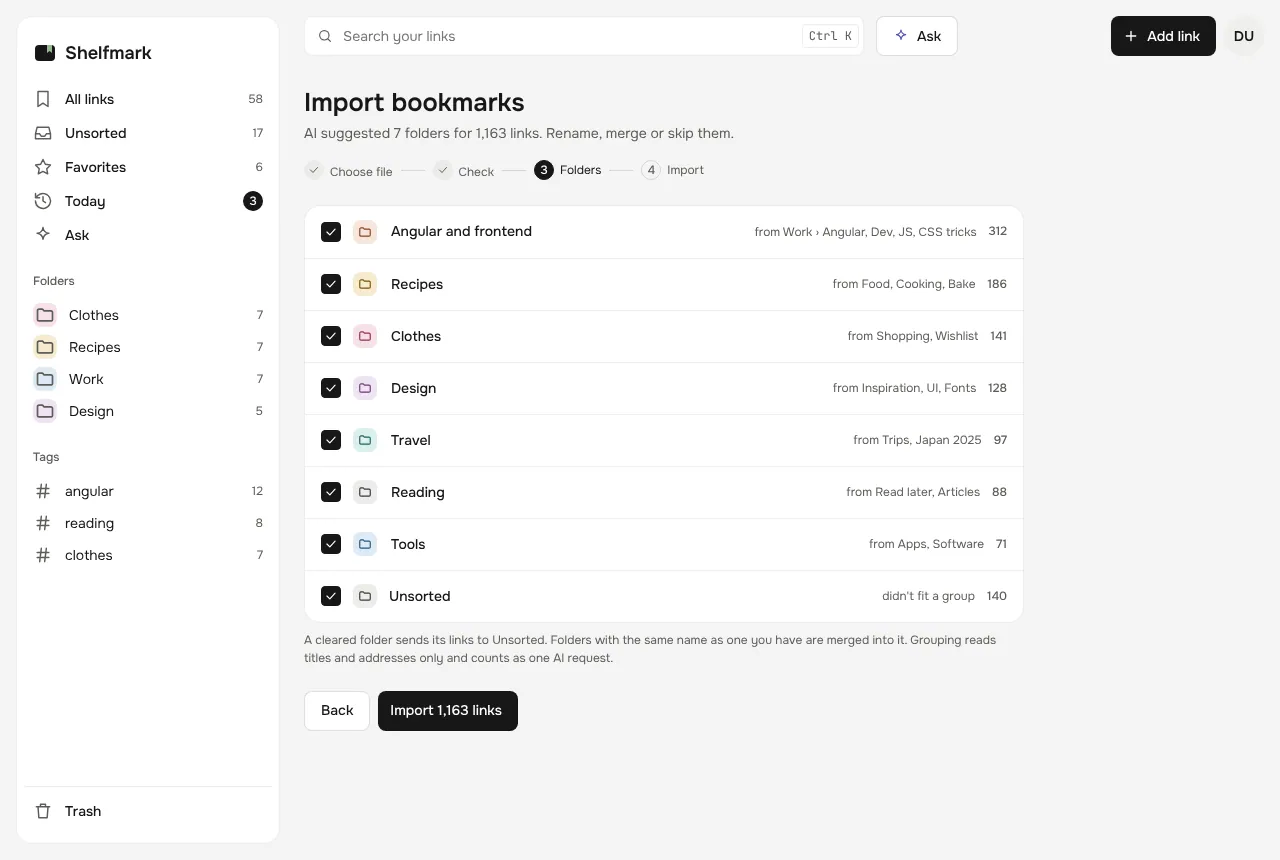 Shelfmark
All links 58
Unsorted 17
Favorites 6
Today 3
Ask
Folders
Clothes 7
Recipes 7
Work 7
Design 5
Tags
angular 12
reading 8
clothes 7
Trash
Search your links Ctrl K
Ask
Add link
DU
Import bookmarks
AI suggested 7 folders for 1,163 links. Rename, merge or skip them.
Choose file Check 3 Folders 4 Import
Angular and frontend from Work › Angular, Dev, JS, CSS tricks 312
Recipes from Food, Cooking, Bake 186
Clothes from Shopping, Wishlist 141
Design from Inspiration, UI, Fonts 128
Travel from Trips, Japan 2025 97
Reading from Read later, Articles 88
Tools from Apps, Software 71
Unsorted didn't fit a group 140
A cleared folder sends its links to Unsorted. Folders with the same name as one you have are merged into it. Grouping reads
titles and addresses only and counts as one AI request.
Back Import 1,163 links